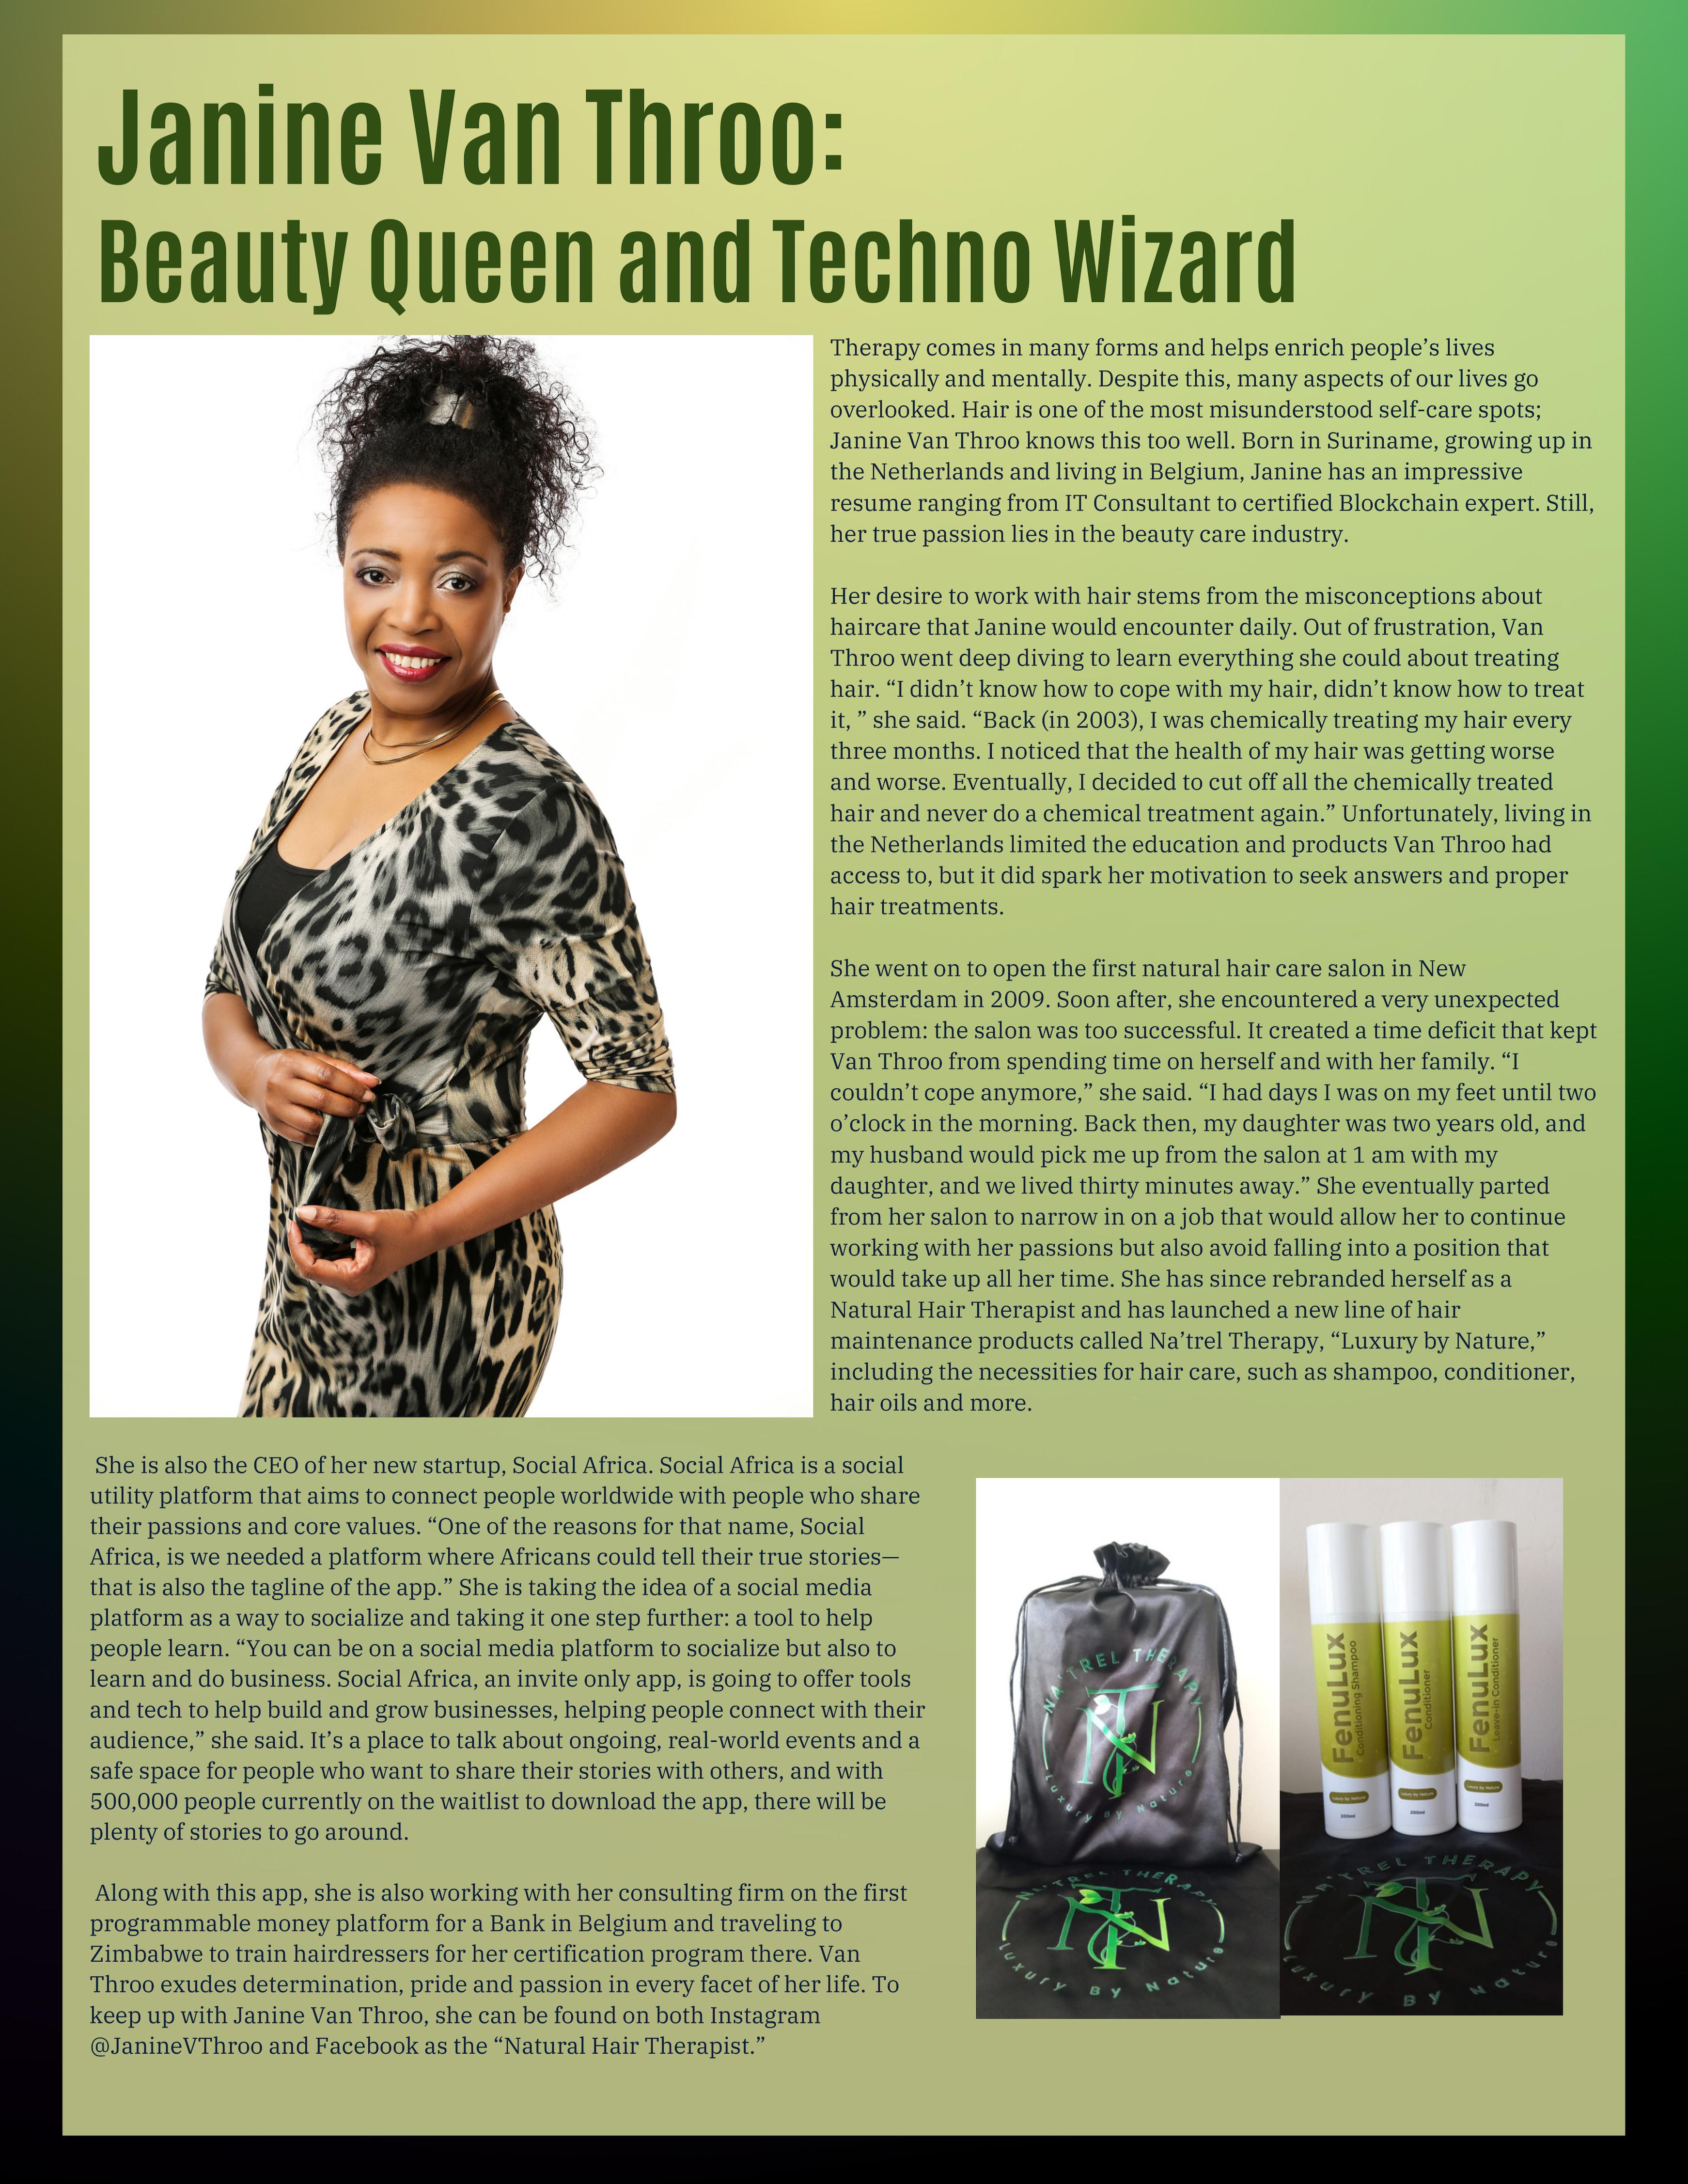 Janine Van Throo:
Beauty Queen and Techno Wizard
Therapy comes in many forms and helps enrich people’s lives
physically and mentally. Despite this, many aspects of our lives go
overlooked. Hair is one of the most misunderstood self-care spots;
Janine Van Throo knows this too well. Born in Suriname, growing up in
the Netherlands and living in Belgium, Janine has an impressive
resume ranging from IT Consultant to certified Blockchain expert. Still,
her true passion lies in the beauty care industry.
Her desire to work with hair stems from the misconceptions about
haircare that Janine would encounter daily. Out of frustration, Van
Throo went deep diving to learn everything she could about treating
hair. “I didn’t know how to cope with my hair, didn’t know how to treat
it, ” she said. “Back (in 2003), I was chemically treating my hair every
three months. I noticed that the health of my hair was getting worse
and worse. Eventually, I decided to cut off all the chemically treated
hair and never do a chemical treatment again.” Unfortunately, living in
the Netherlands limited the education and products Van Throo had
access to, but it did spark her motivation to seek answers and proper
hair treatments.
She went on to open the first natural hair care salon in New
Amsterdam in 2009. Soon after, she encountered a very unexpected
problem: the salon was too successful. It created a time deficit that kept
Van Throo from spending time on herself and with her family. “I
couldn’t cope anymore,” she said. “I had days I was on my feet until two
o’clock in the morning. Back then, my daughter was two years old, and
my husband would pick me up from the salon at 1 am with my
daughter, and we lived thirty minutes away.” She eventually parted
from her salon to narrow in on a job that would allow her to continue
working with her passions but also avoid falling into a position that
would take up all her time. She has since rebranded herself as a
Natural Hair Therapist and has launched a new line of hair
maintenance products called Na’trel Therapy, “Luxury by Nature,”
including the necessities for hair care, such as shampoo, conditioner,
hair oils and more.
She is also the CEO of her new startup, Social Africa. Social Africa is a social
utility platform that aims to connect people worldwide with people who share
their passions and core values. “One of the reasons for that name, Social
Africa, is we needed a platform where Africans could tell their true stories—
that is also the tagline of the app.” She is taking the idea of a social media
platform as a way to socialize and taking it one step further: a tool to help
people learn. “You can be on a social media platform to socialize but also to
learn and do business. Social Africa, an invite only app, is going to offer tools
and tech to help build and grow businesses, helping people connect with their
audience,” she said. It’s a place to talk about ongoing, real-world events and a
safe space for people who want to share their stories with others, and with
500,000 people currently on the waitlist to download the app, there will be
plenty of stories to go around.
Along with this app, she is also working with her consulting firm on the first
programmable money platform for a Bank in Belgium and traveling to
Zimbabwe to train hairdressers for her certification program there. Van
Throo exudes determination, pride and passion in every facet of her life. To
keep up with Janine Van Throo, she can be found on both Instagram
@JanineVThroo and Facebook as the “Natural Hair Therapist.”
NA'TREL THERAPY
TN
Luxury By Nature
NA'TREL THERAPY
TN
Luxury By Nature
FenuLux
Conditioning Shampoo
Luxury by Nature
FenuLux
Conditioner
Luxury by Nature
FenuLux
Leave-in Conditioner
Luxury by Nature
NA'TREL THERAPY
TN
Luxury By Nature